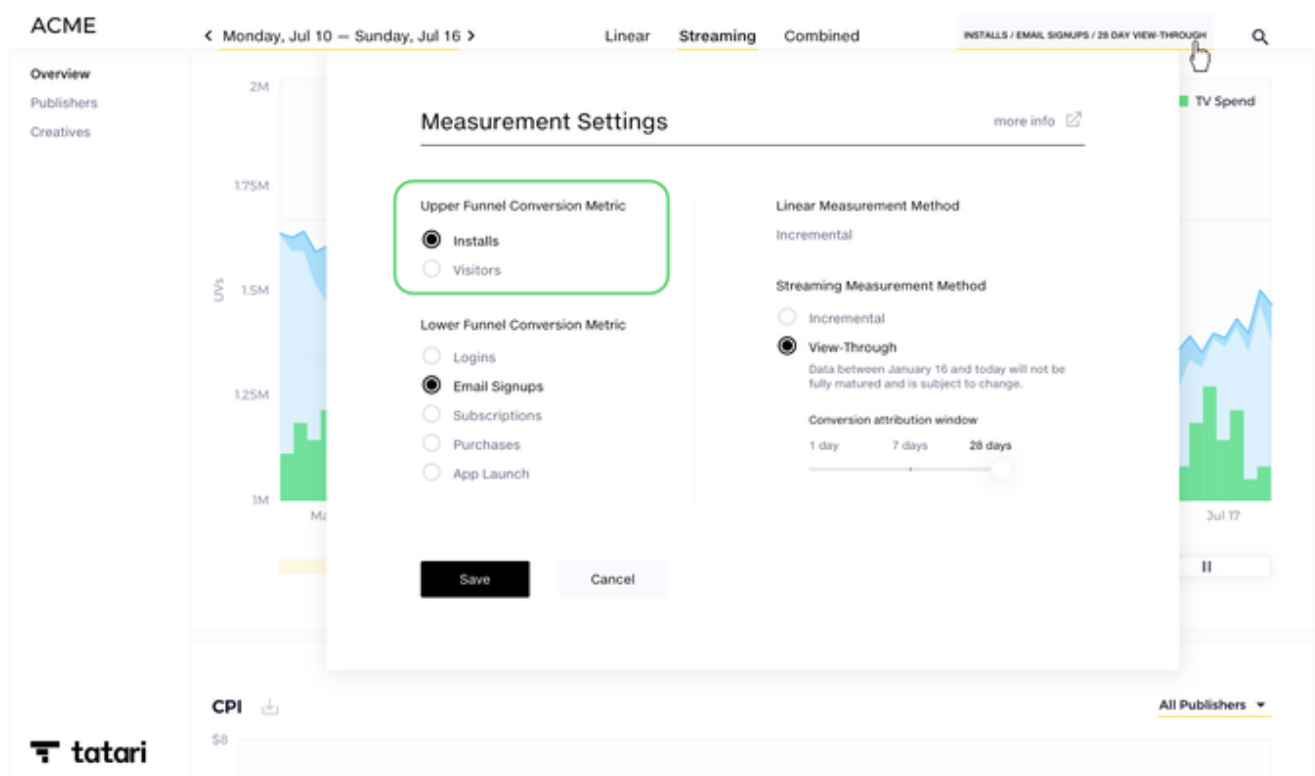 ACME
Monday, Jul 10 — Sunday, Jul 16
Linear
Streaming
Combined
INSTALLS / EMAIL SIGNUPS / 28 DAY VIEW-THROUGH
Overview
Publishers
Creatives
2M
1.75M
1.5M
1.25M
1M
UVs
TV Spend
Measurement Settings
more info
Upper Funnel Conversion Metric
Installs
Visitors
Lower Funnel Conversion Metric
Logins
Email Signups
Subscriptions
Purchases
App Launch
Linear Measurement Method
Incremental
Streaming Measurement Method
Incremental
View-Through
Data between January 16 and today will not be
fully matured and is subject to change.
Conversion attribution window
1 day
7 days
28 days
Save
Cancel
Jul 17
CPI
All Publishers
$8
tatari